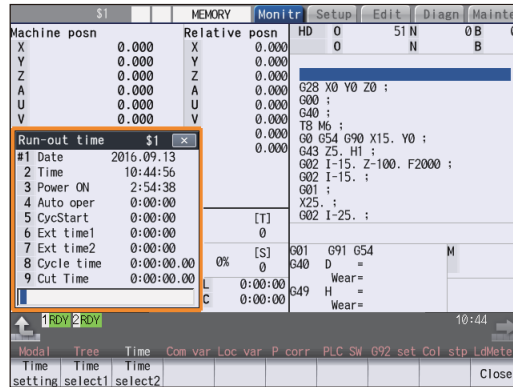 $1 MEMORY Monitr Setup Edit Diagn Mainte
Machine posn Relative posn HD O 51 N 0 B
O N B
X 0.000 X 0.000
Y 0.000 Y 0.000
Z 0.000 Z 0.000
A 0.000 A 0.000
U 0.000 U 0.000
V 0.000 V 0.000
0.000
0.000
G28 X0 Y0 Z0 ;
G00 ;
G40 ;
T8 M6 ;
G0 G54 G90 X15. Y0 ;
G43 Z5. H1 ;
G02 I-15. Z-100. F2000 ;
G02 I-15. ;
G01 ;
X25. ;
G02 I-25. ;
Run-out time $1 ×
#1 Date 2016.09.13
2 Time 10:44:56
3 Power ON 2:54:38
4 Auto oper 0:00:00
5 CycStart 0:00:00
6 Ext time1 0:00:00
7 Ext time2 0:00:00
8 Cycle time 0:00:00.00
9 Cut Time 0:00:00.00
[T]
0
0% [S]
0
L 0:00:00
C 0:00:00
G01 G91 G54 M
G40 D =
Wear=
G49 H =
Wear=
1 RDY 2 RDY 10:44
Modal Tree Time Com var Loc var P corr PLC SW G92 set Col stp LdMete
Time setting Time select1 Time select2 Close